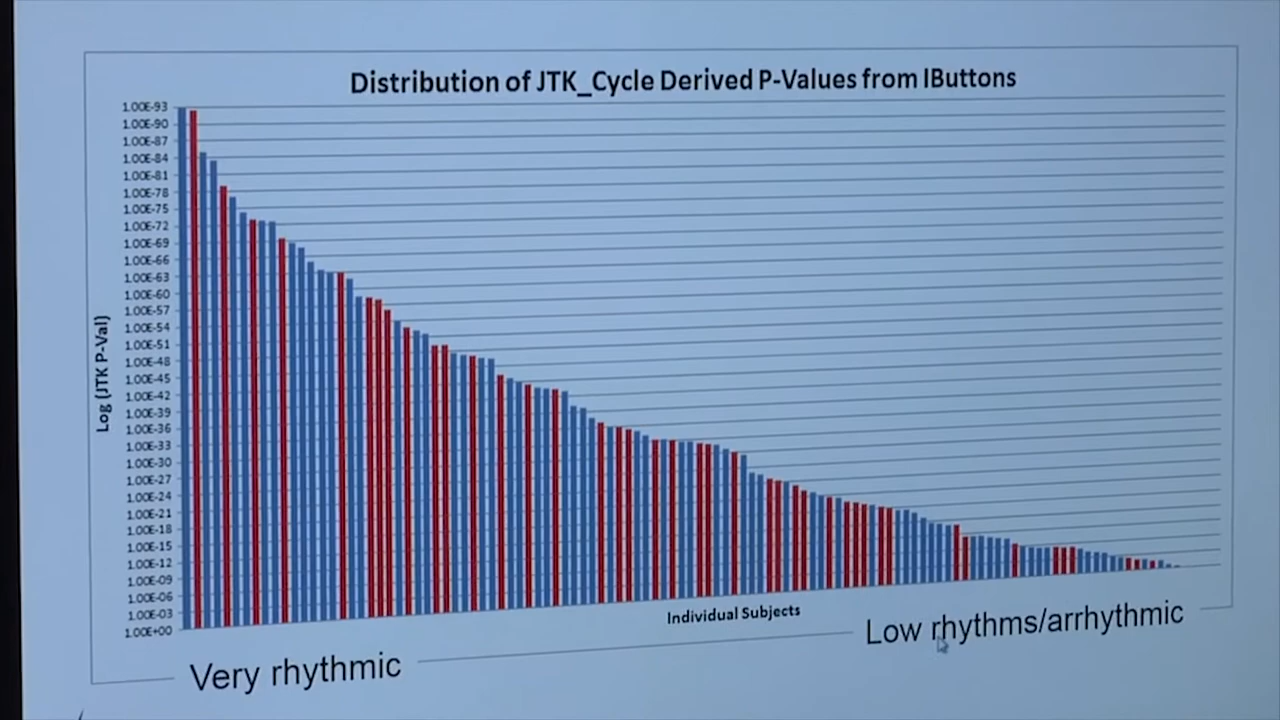 Distribution of JTK_Cycle Derived P-Values from IButtons
1.00E-93
1.00E-90
1.00E-87
1.00E-84
1.00E-81
1.00E-78
1.00E-75
1.00E-72
1.00E-69
1.00E-66
1.00E-63
1.00E-60
1.00E-57
1.00E-54
1.00E-51
1.00E-48
1.00E-45
1.00E-42
1.00E-39
1.00E-36
1.00E-33
1.00E-30
1.00E-27
1.00E-24
1.00E-21
1.00E-18
1.00E-15
1.00E-12
1.00E-09
1.00E-06
1.00E-03
1.00E+00
Log (JTK P-Val)
Individual Subjects
Very rhythmic
Low rhythms/arrhythmic